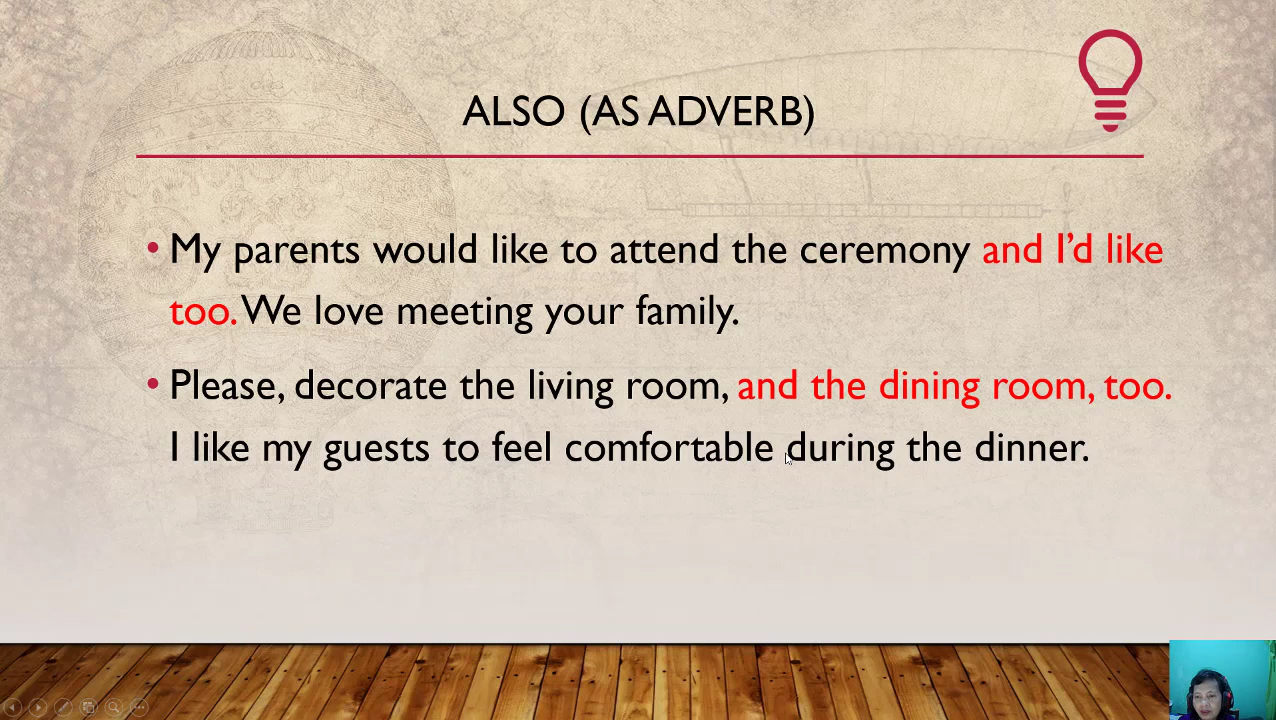 ALSO (AS ADVERB)
• My parents would like to attend the ceremony and I’d like
too. We love meeting your family.
• Please, decorate the living room, and the dining room, too.
I like my guests to feel comfortable during the dinner.